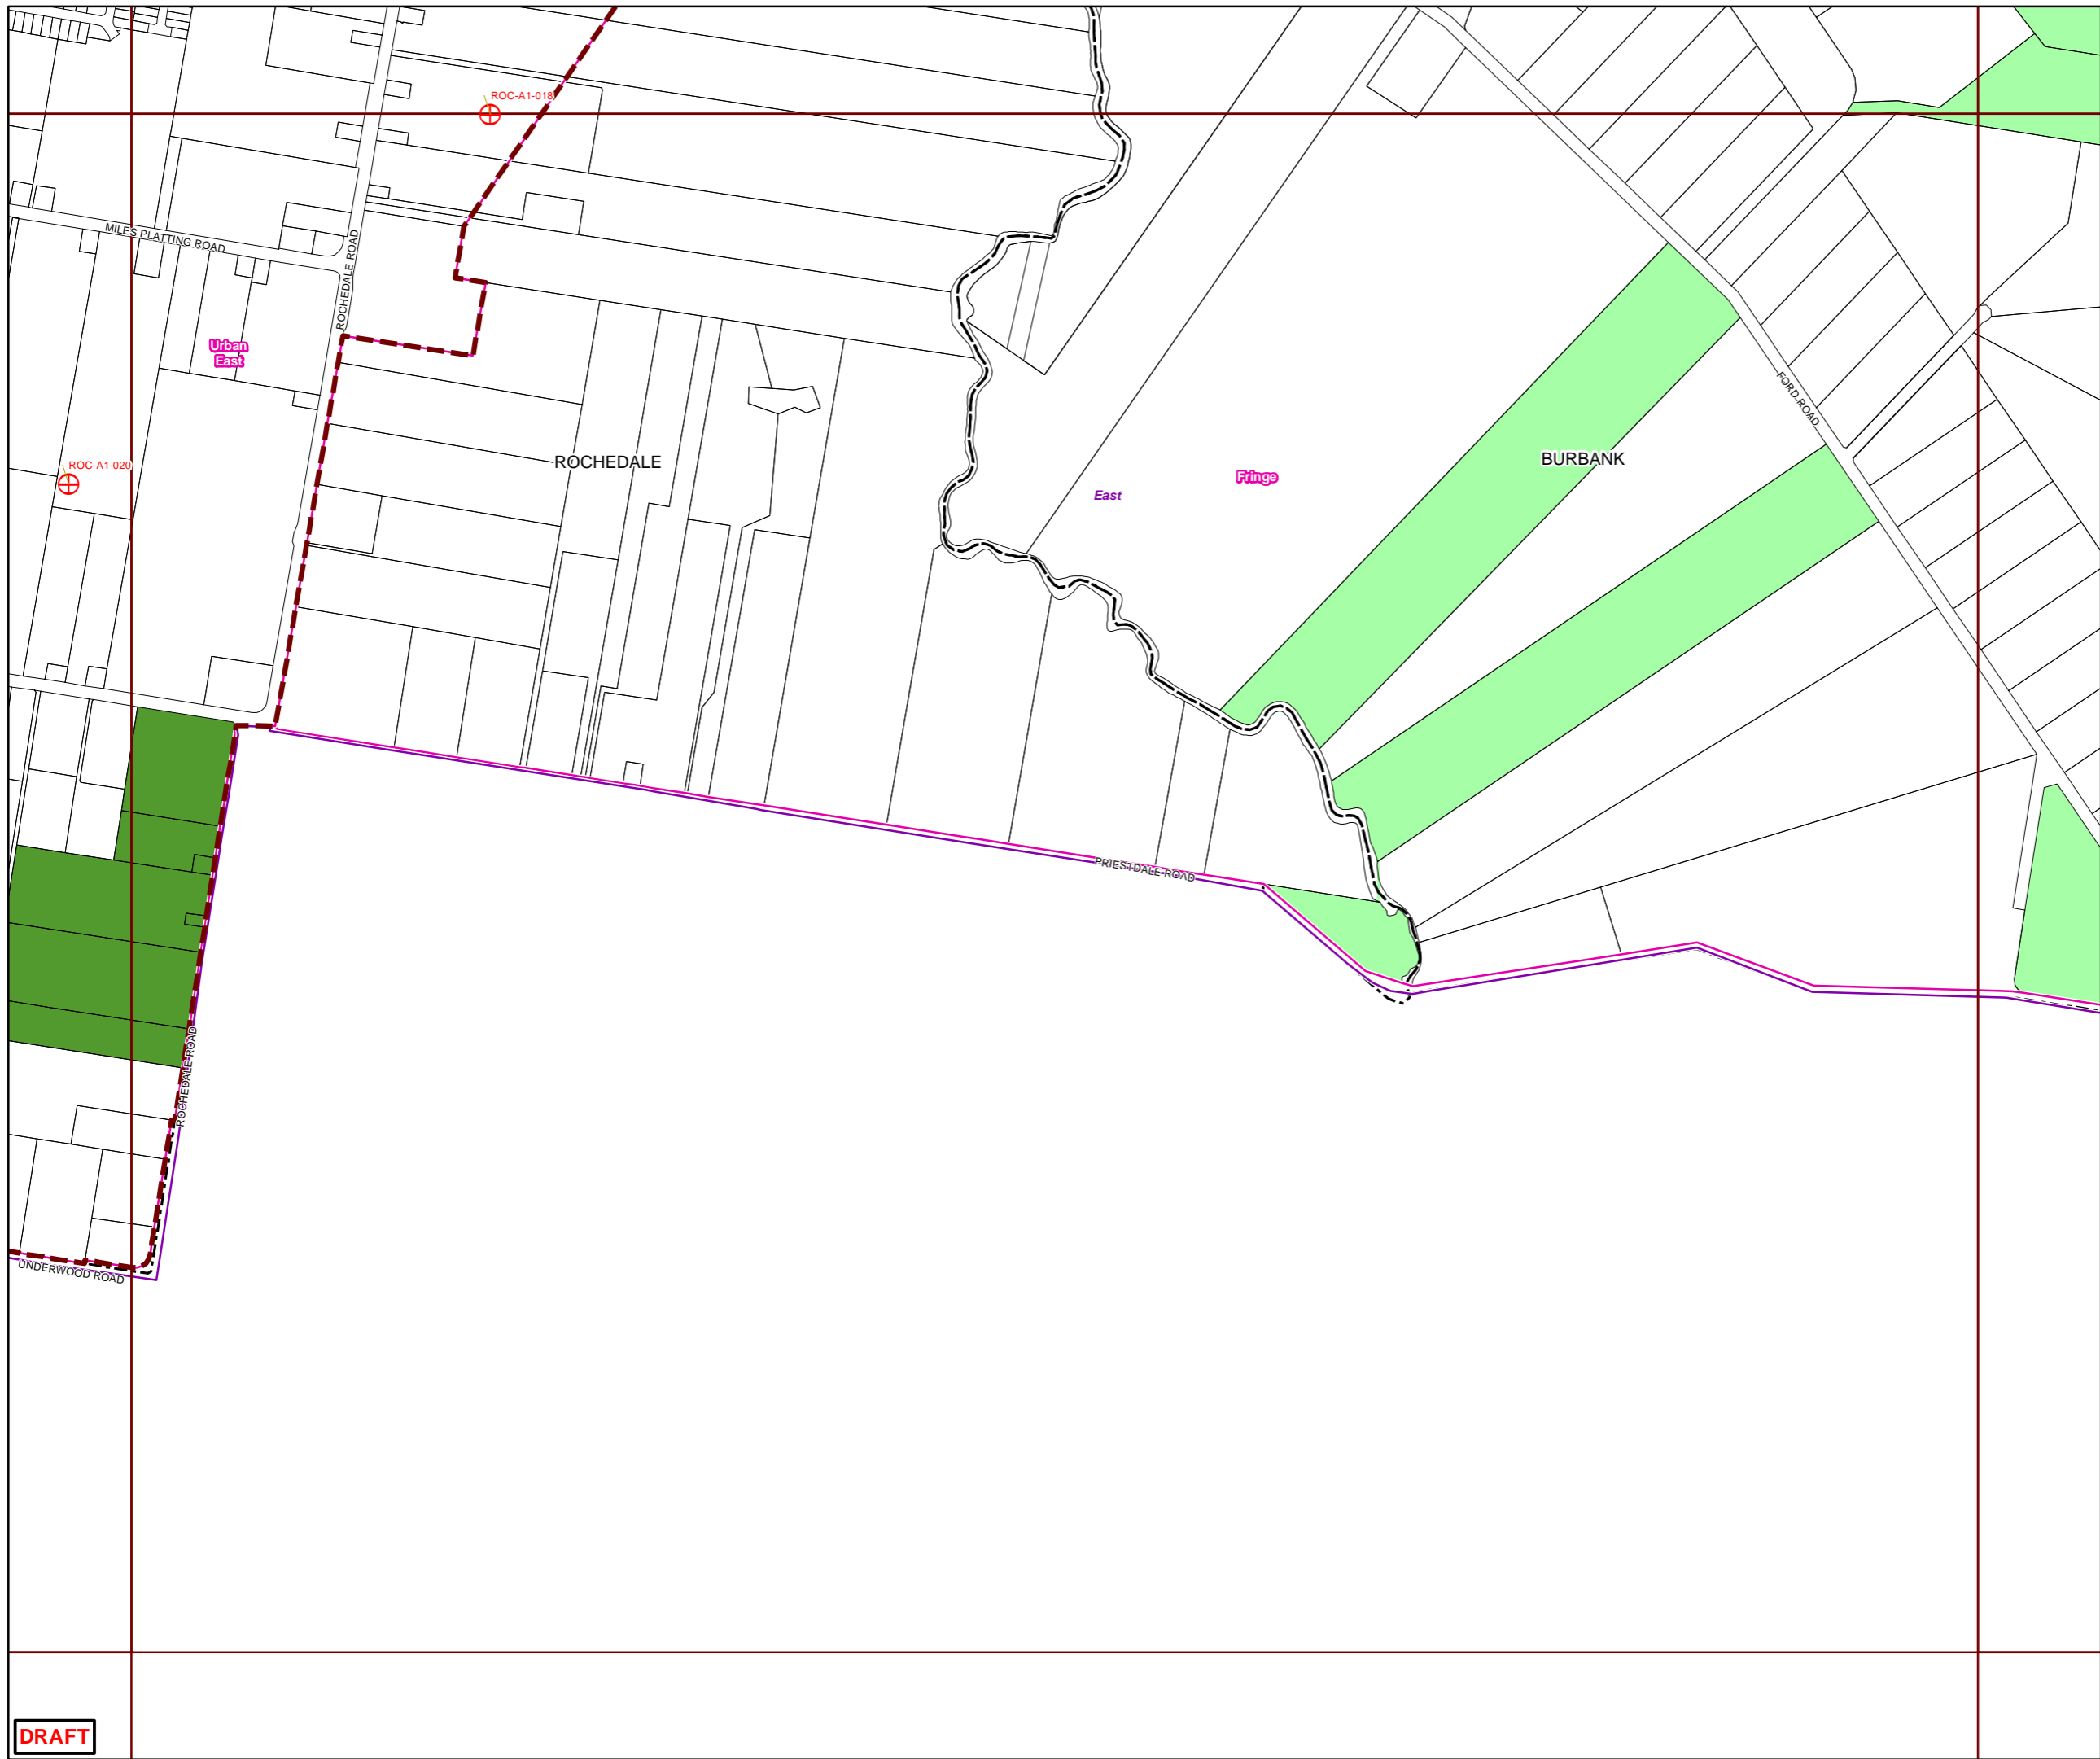 ROC-A1-018
MILES PLATTING ROAD
ROCHEDALE ROAD
Urban
East
FORD ROAD
ROC-A1-020
ROCHEDALE
BURBANK
Fringe
East
PRIESTDALE ROAD
ROCHEDALE ROAD
UNDERWOOD ROAD
DRAFT